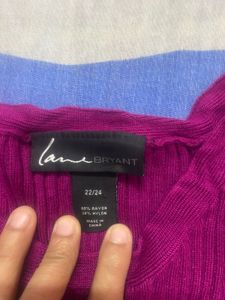 Lane BRYANT
22/24
MADE IN
CHINA